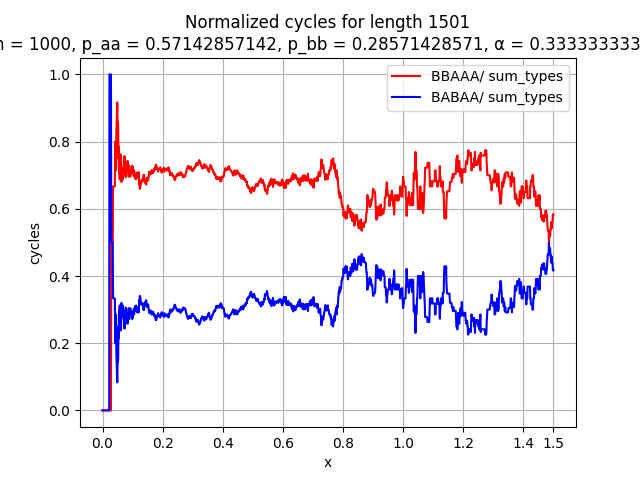 Normalized cycles for length 1501
n = 1000, p_aa = 0.57142857142, p_bb = 0.28571428571, α = 0.333333333
BBAAA/ sum_types
BABAA/ sum_types
1.0
0.8
0.6
0.4
0.2
0.0
cycles
0.0 0.2 0.4 0.6 0.8 1.0 1.2 1.4 1.5
x